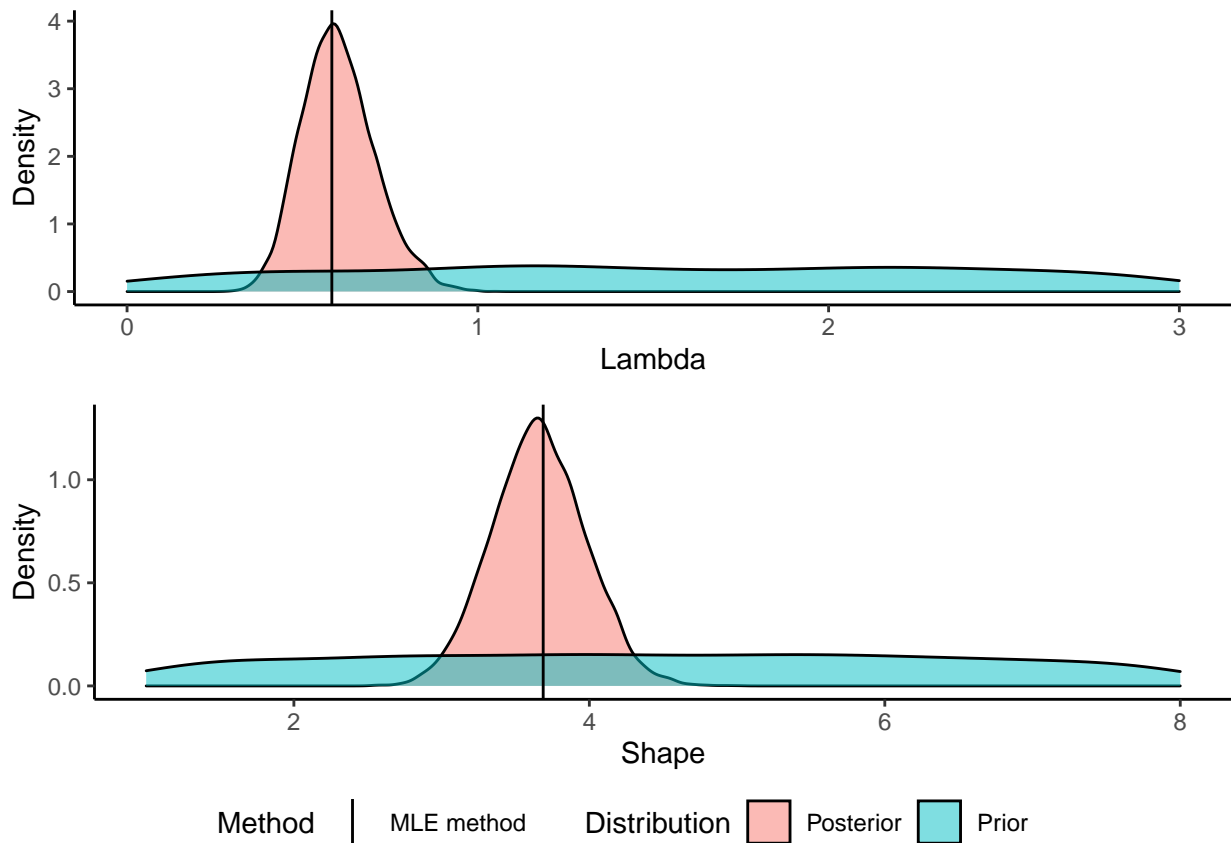 4
3
2
1
0
Density
0 1 2 3
Lambda
1.0
0.5
0.0
Density
2 4 6 8
Shape
Method MLE method Distribution Posterior Prior